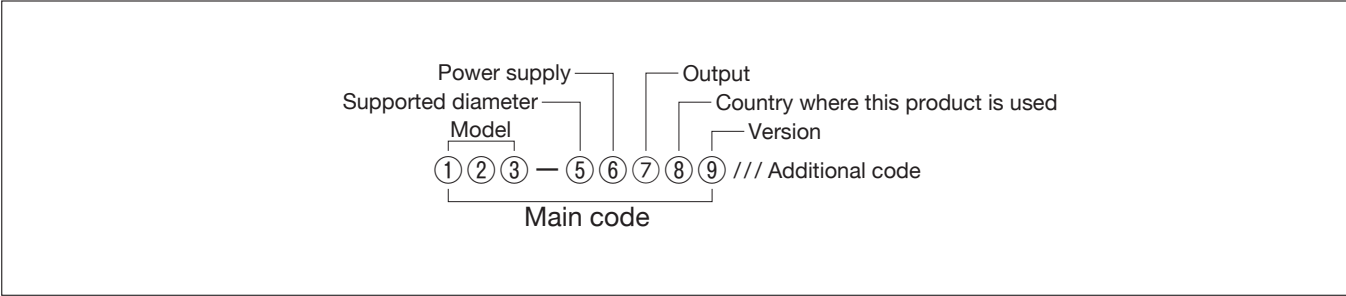 Power supply Output
Supported diameter Country where this product is used
Model Version
①②③ — ⑤⑥⑦⑧⑨ /// Additional code
Main code